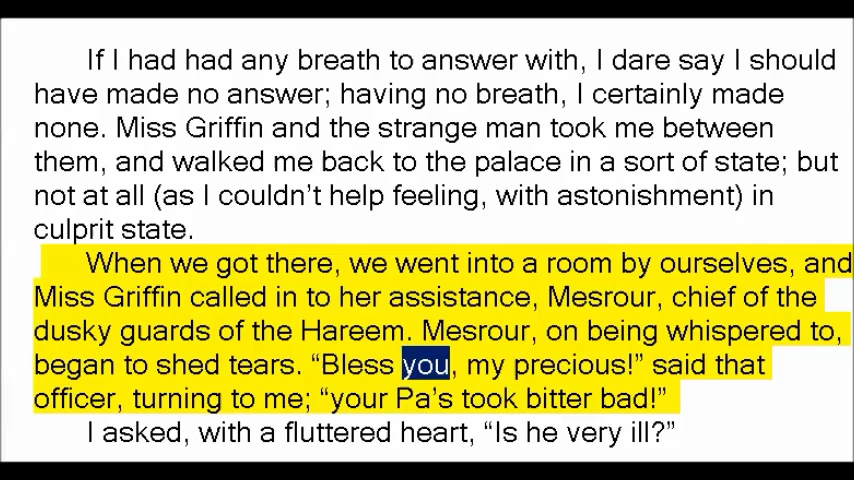 If I had had any breath to answer with, I dare say I should
have made no answer; having no breath, I certainly made
none. Miss Griffin and the strange man took me between
them, and walked me back to the palace in a sort of state; but
not at all (as I couldn’t help feeling, with astonishment) in
culprit state.
When we got there, we went into a room by ourselves, and
Miss Griffin called in to her assistance, Mesrour, chief of the
dusky guards of the Hareem. Mesrour, on being whispered to,
began to shed tears. “Bless you, my precious!” said that
officer, turning to me; “your Pa’s took bitter bad!”
I asked, with a fluttered heart, “Is he very ill?”